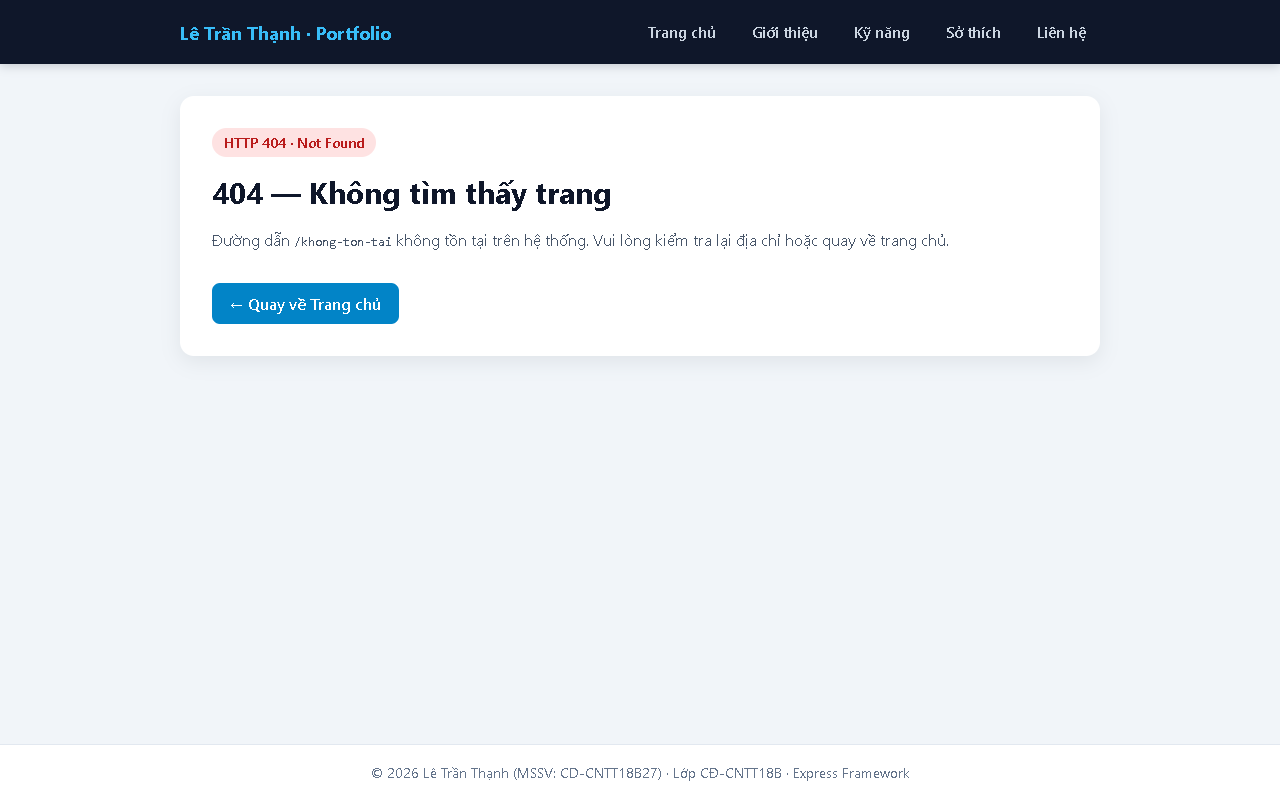 Lê Trần Thạnh · Portfolio
Trang chủ
Giới thiệu
Kỹ năng
Sở thích
Liên hệ
HTTP 404 · Not Found
404 — Không tìm thấy trang
Đường dẫn /khong-ton-tai không tồn tại trên hệ thống. Vui lòng kiểm tra lại địa chỉ hoặc quay về trang chủ.
← Quay về Trang chủ
© 2026 Lê Trần Thạnh (MSSV: CD-CNTT18B27) · Lớp CĐ-CNTT18B · Express Framework